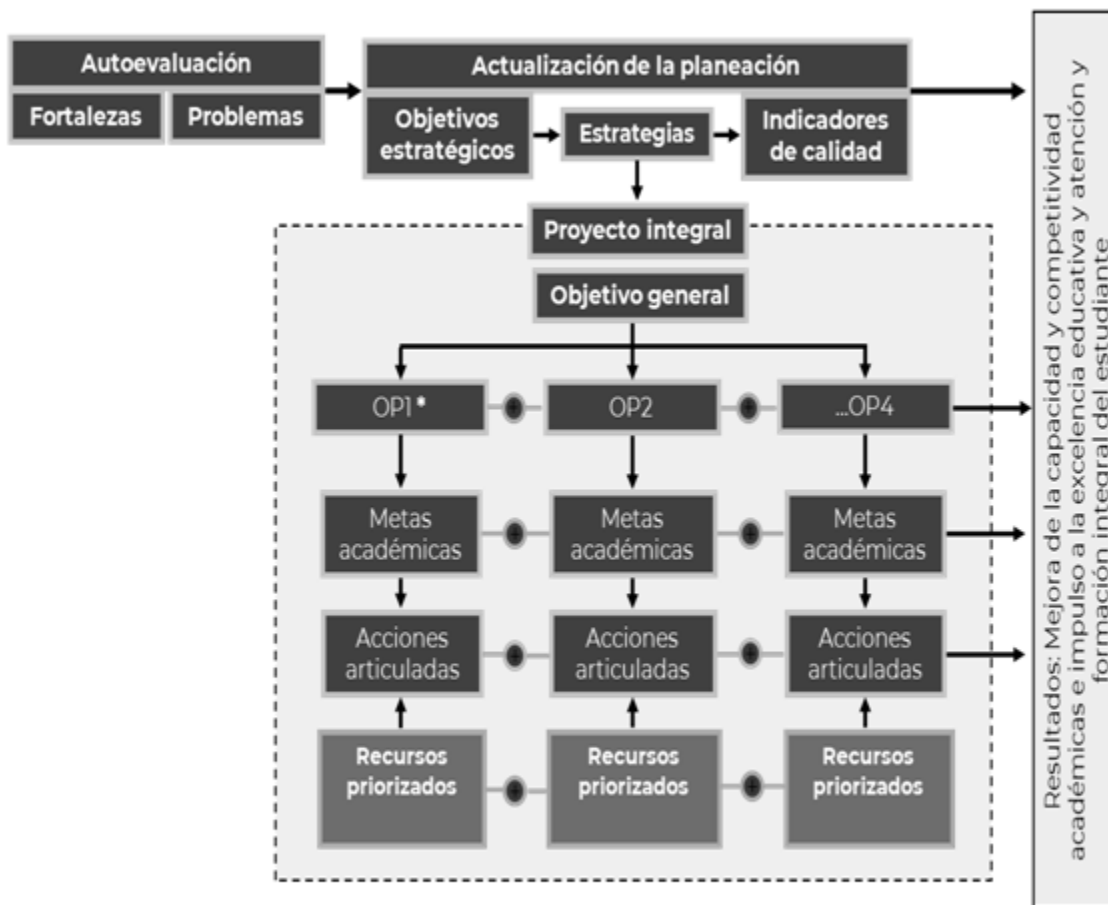 Autoevaluación
Fortalezas
Problemas
Actualización de la planeación
Objetivos
estratégicos
Estrategias
Indicadores
de calidad
Proyecto integral
Objetivo general
OP1 *
OP2
...OP4
Metas
académicas
Metas
académicas
Metas
académicas
Acciones
articuladas
Acciones
articuladas
Acciones
articuladas
Recursos
priorizados
Recursos
priorizados
Recursos
priorizados
Resultados: Mejora de la capacidad y competitividad
académicas e impulso a la excelencia educativa y atención y
formación integral del estudiante